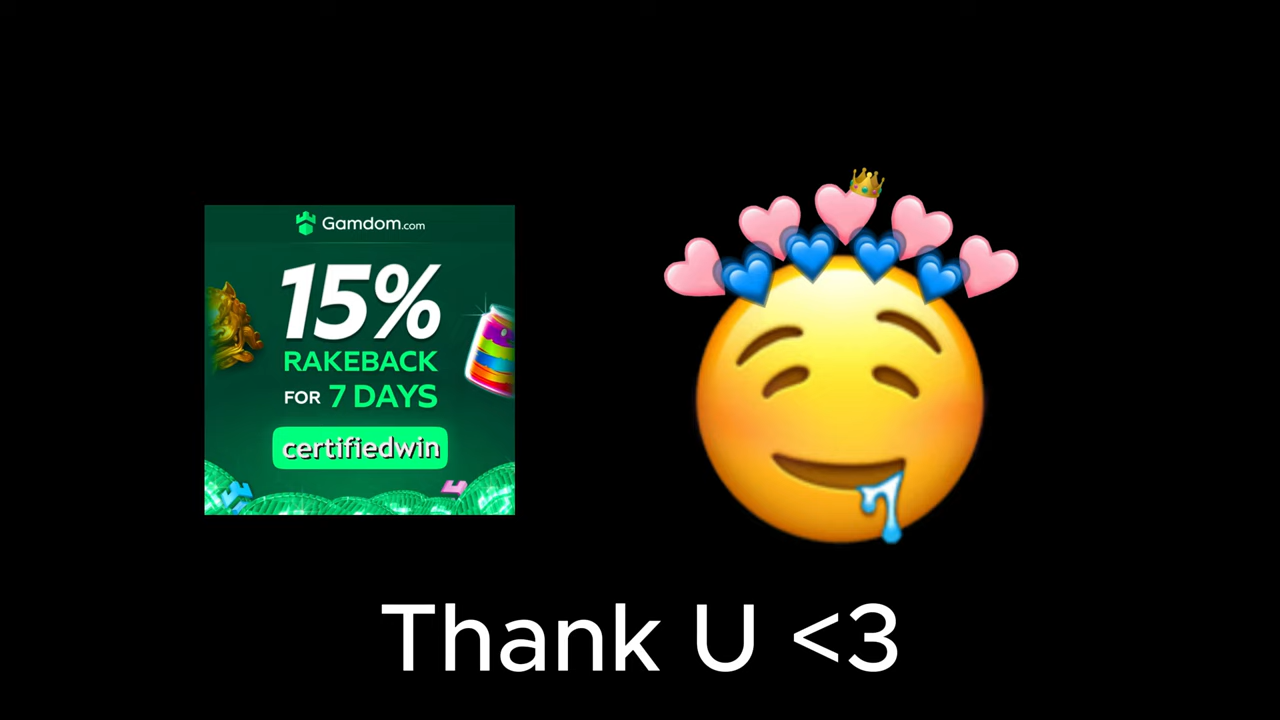 Gamdom.com
15%
RAKEBACK
FOR 7 DAYS
certifiedwin
Thank U <3